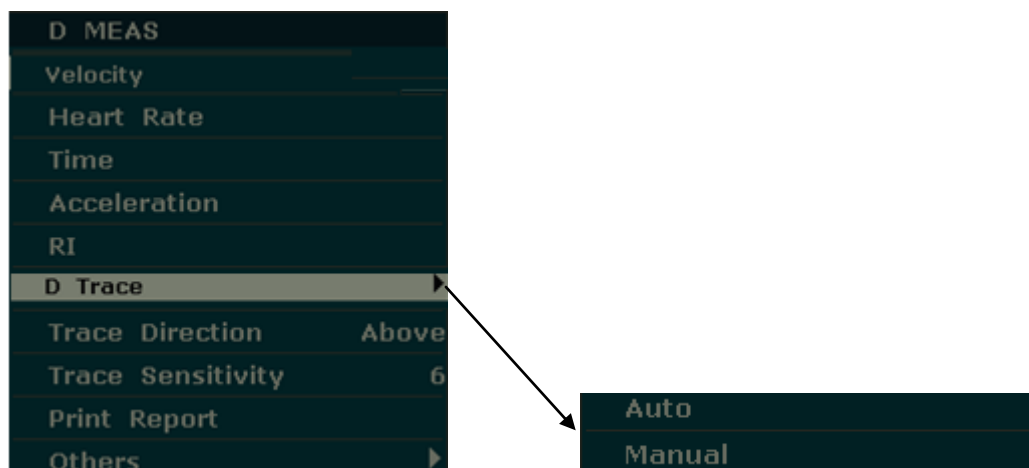 D MEAS
Velocity
Heart Rate
Time
Acceleration
RI
D Trace
Trace Direction Above
Trace Sensitivity 6
Print Report
Others
Auto
Manual